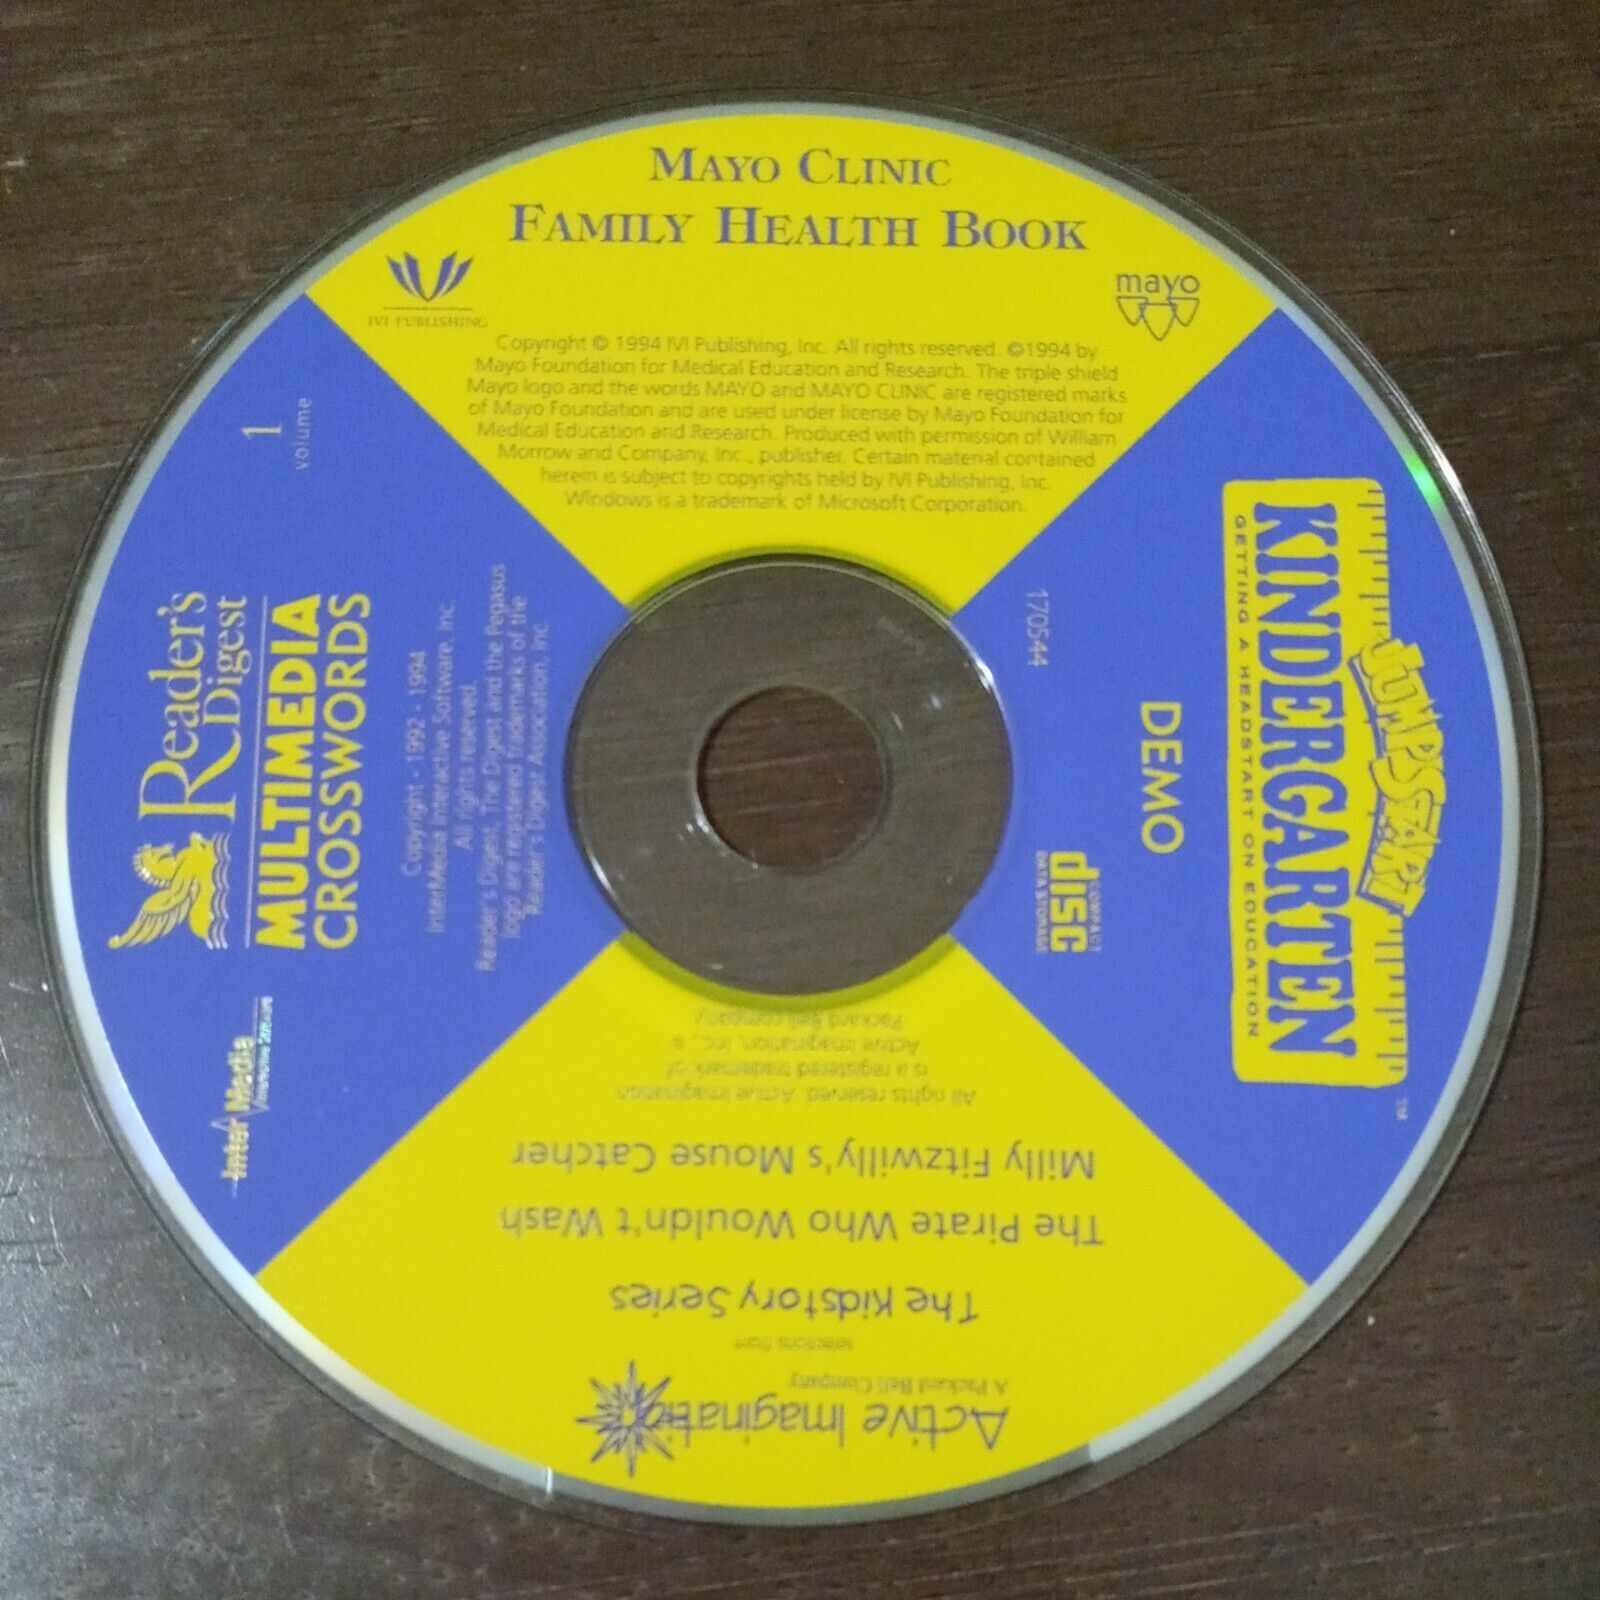 MAYO CLINIC
FAMILY HEALTH BOOK
IVI PUBLISHING
mayo
Copyright © 1994 IVI Publishing, Inc. All rights reserved. ©1994 by
Mayo Foundation for Medical Education and Research. The triple shield
Mayo logo and the words MAYO and MAYO CLINIC are registered marks
of Mayo Foundation and are used under license by Mayo Foundation for
Medical Education and Research. Produced with permission of William
Morrow and Company, Inc., publisher. Certain material contained
herein is subject to copyrights held by IVI Publishing, Inc.
Windows is a trademark of Microsoft Corporation.
JUMPSTART
KINDERGARTEN
GETTING A HEADSTART ON EDUCATION
TM
DEMO
170544
COMPACT
disc
DATA STORAGE
Active Imagination
A Packard Bell Company
selections from
The Kidstory Series
The Pirate Who Wouldn't Wash
Milly Fitzwilly's Mouse Catcher
All rights reserved. Active Imagination
is a registered trademark of
Active Imagination, Inc., a
Packard Bell company
Reader's
Digest
MULTIMEDIA
CROSSWORDS
1
volume
InterMedia
Interactive Software
Copyright - 1992 - 1994
InterMedia Interactive Software, Inc.
All rights reserved.
Reader's Digest, The Digest and the Pegasus
logo are registered trademarks of the
Reader's Digest Association, Inc.